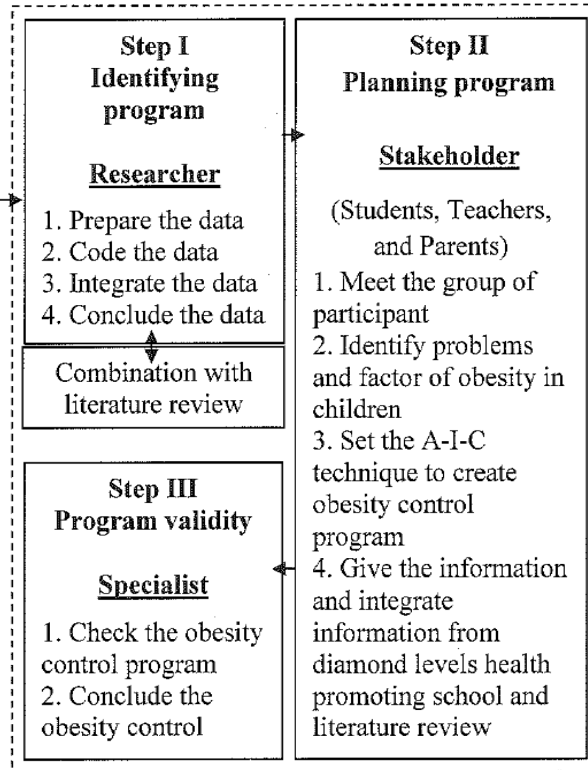 Step I
Identifying
program
Researcher
1. Prepare the data
2. Code the data
3. Integrate the data
4. Conclude the data
Combination with
literature review
Step II
Planning program
Stakeholder
(Students, Teachers,
and Parents)
1. Meet the group of
participant
2. Identify problems
and factor of obesity in
children
3. Set the A-I-C
technique to create
obesity control
program
4. Give the information
and integrate
information from
diamond levels health
promoting school and
literature review
Step III
Program validity
Specialist
1. Check the obesity
control program
2. Conclude the
obesity control